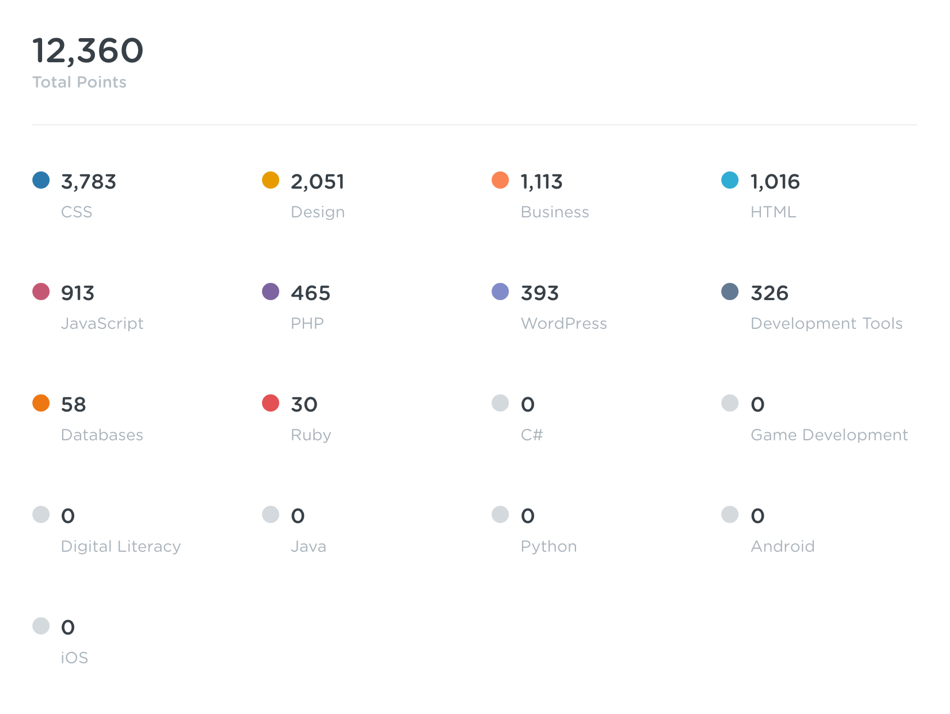 12,360
Total Points
3,783
CSS
2,051
Design
1,113
Business
1,016
HTML
913
JavaScript
465
PHP
393
WordPress
326
Development Tools
58
Databases
30
Ruby
0
C#
0
Game Development
0
Digital Literacy
0
Java
0
Python
0
Android
0
iOS